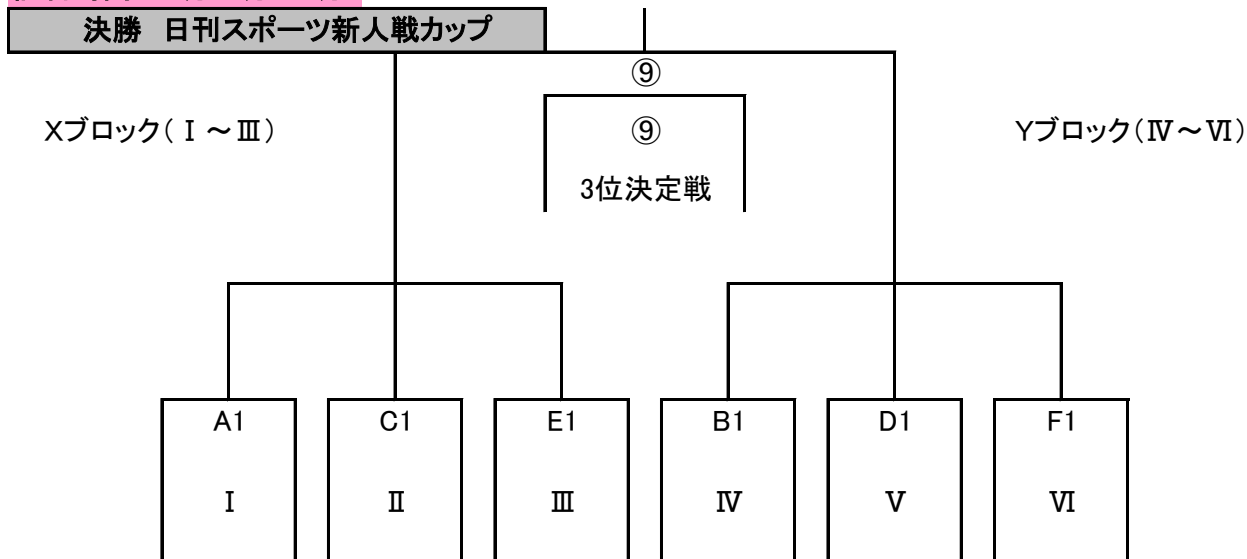 決勝 日刊スポーツ新人戦カップ
⑨
Xブロック(Ⅰ～Ⅲ)
⑨
Yブロック(Ⅳ～Ⅵ)
3位決定戦
A1 C1 E1 B1 D1 F1
Ⅰ Ⅱ Ⅲ Ⅳ Ⅴ Ⅵ